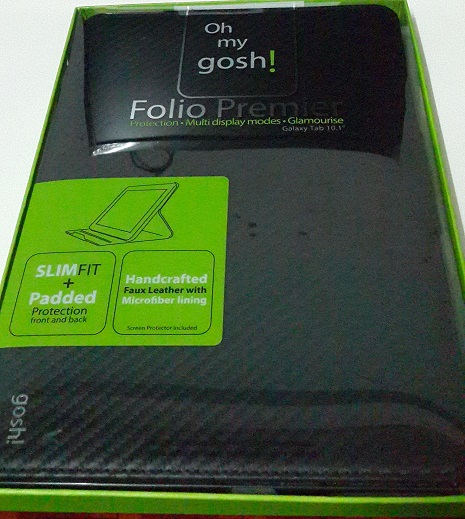 Oh
my
gosh!
Folio Premier
Protection • Multi display modes • Glamourise
Galaxy Tab 10.1"
SLIMFIT
+
Padded
Protection
front and back
Handcrafted
Faux Leather with
Microfiber lining
Screen Protector included
gosh!